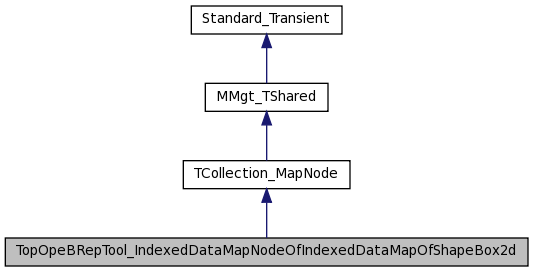 Standard_Transient
MMgt_TShared
TCollection_MapNode
TopOpeBRepTool_IndexedDataMapNodeOfIndexedDataMapOfShapeBox2d